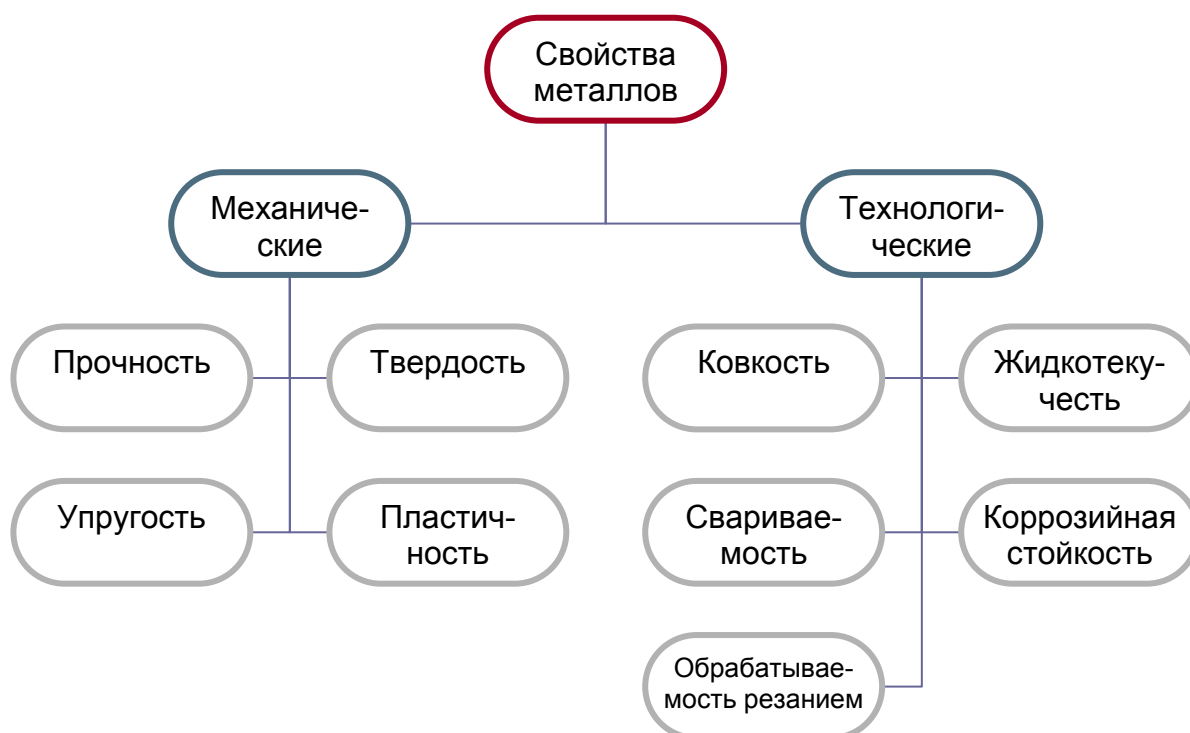 Свойства
металлов
Механиче-
ские
Технологи-
ческие
Прочность
Твердость
Ковкость
Жидкотеку-
честь
Упругость
Пластич-
ность
Сваривае-
мость
Коррозийная
стойкость
Обрабатывае-
мость резанием